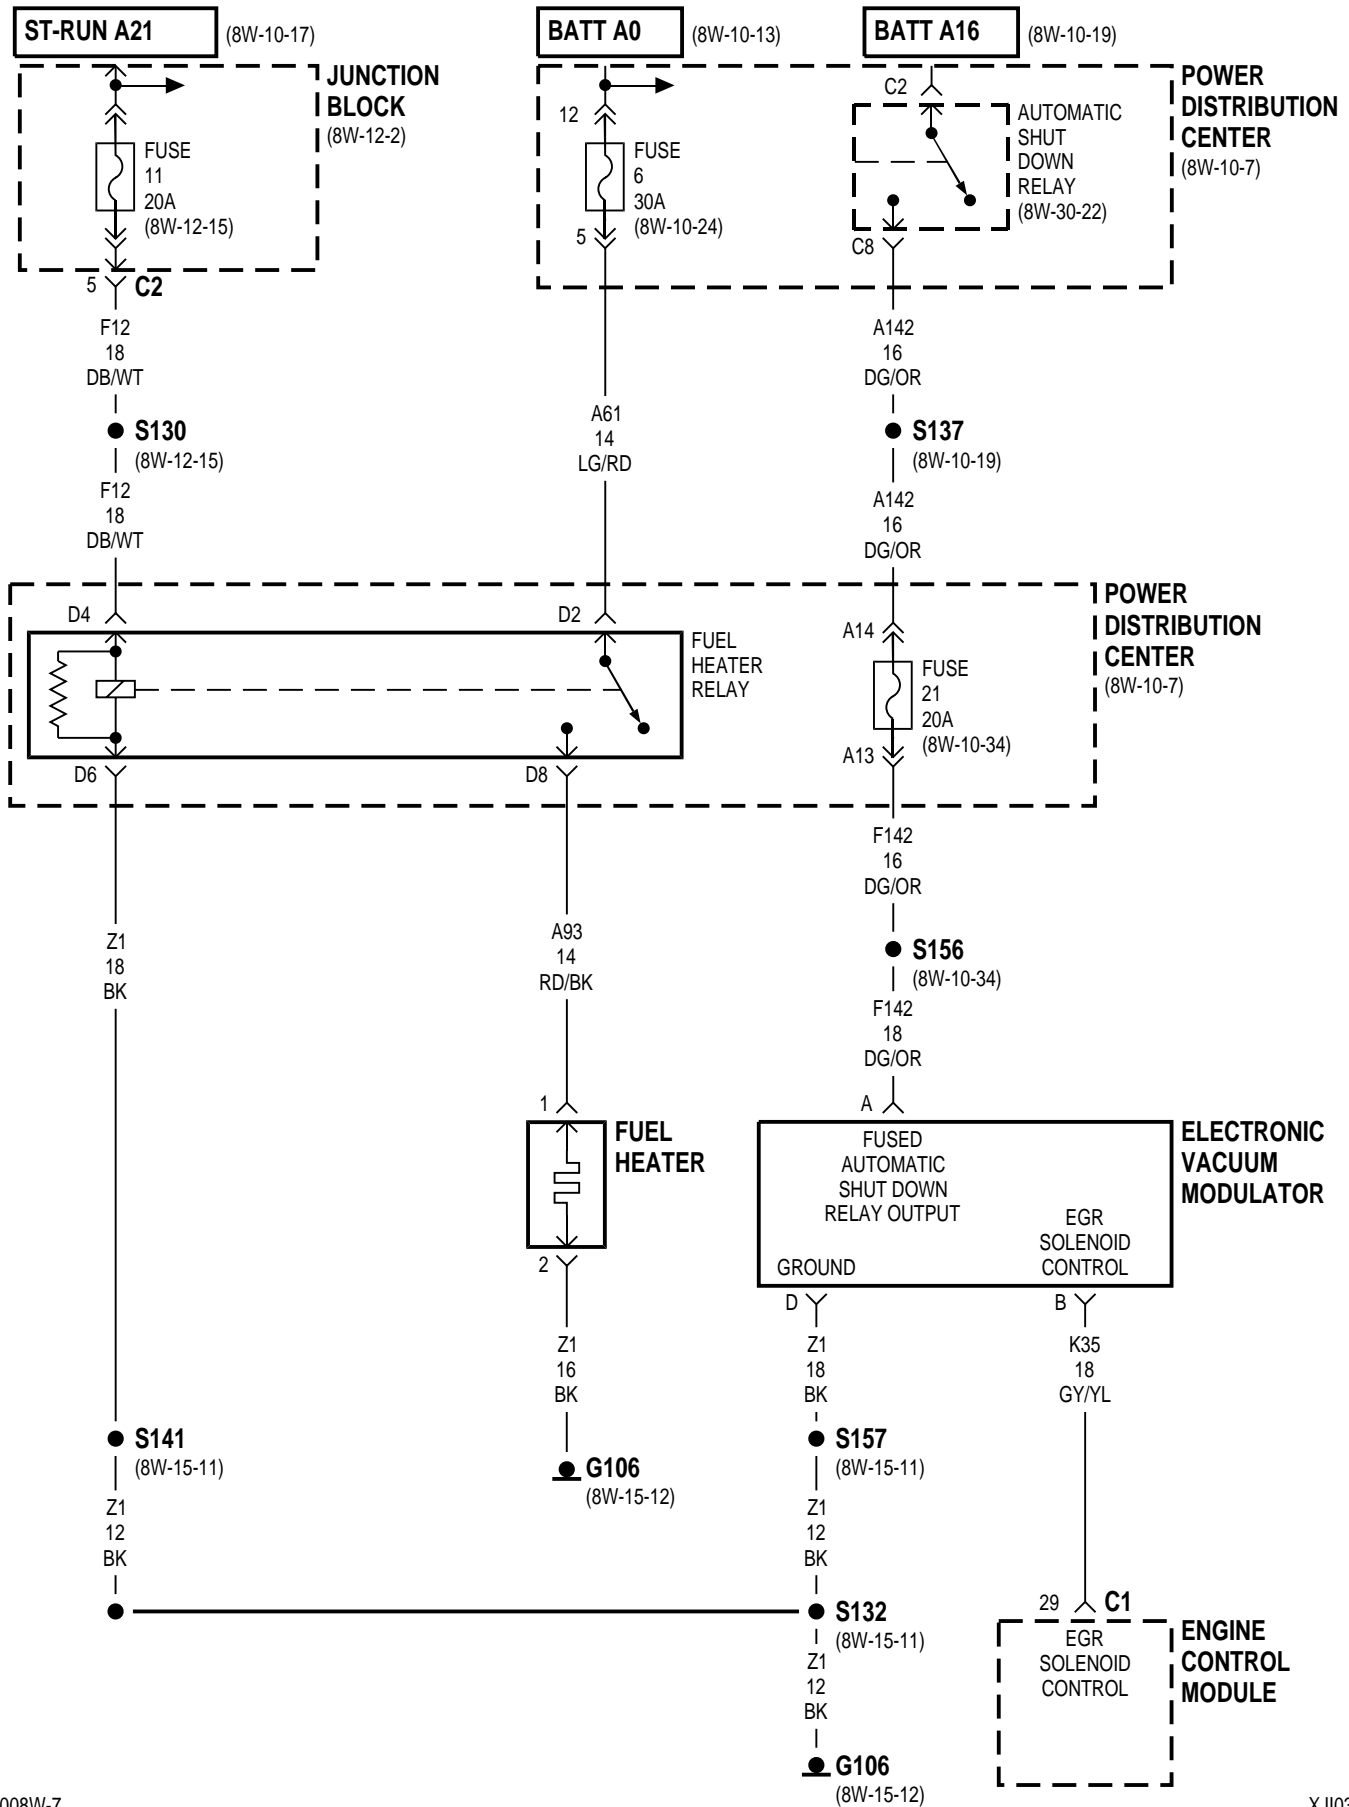 ST-RUN A21
(8W-10-17)
BATT A0
(8W-10-13)
BATT A16
(8W-10-19)
JUNCTION
BLOCK
(8W-12-2)
FUSE
11
20A
(8W-12-15)
5
C2
12
FUSE
6
30A
(8W-10-24)
5
C2
AUTOMATIC
SHUT
DOWN
RELAY
(8W-30-22)
C8
POWER
DISTRIBUTION
CENTER
(8W-10-7)
F12
18
DB/WT
S130
(8W-12-15)
F12
18
DB/WT
A61
14
LG/RD
A142
16
DG/OR
S137
(8W-10-19)
A142
16
DG/OR
D4
D2
FUEL
HEATER
RELAY
D6
D8
A14
FUSE
21
20A
(8W-10-34)
A13
POWER
DISTRIBUTION
CENTER
(8W-10-7)
Z1
18
BK
A93
14
RD/BK
F142
16
DG/OR
S156
(8W-10-34)
F142
18
DG/OR
1
FUEL
HEATER
2
A
FUSED
AUTOMATIC
SHUT DOWN
RELAY OUTPUT
EGR
SOLENOID
CONTROL
GROUND
ELECTRONIC
VACUUM
MODULATOR
D
B
Z1
16
BK
G106
(8W-15-12)
Z1
18
BK
K35
18
GY/YL
S141
(8W-15-11)
S157
(8W-15-11)
Z1
12
BK
Z1
12
BK
S132
(8W-15-11)
Z1
12
BK
G106
(8W-15-12)
29
C1
EGR
SOLENOID
CONTROL
ENGINE
CONTROL
MODULE
008W-7